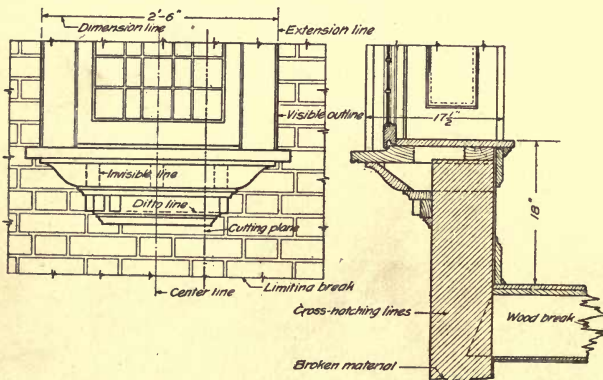 2'-6"
Dimension line
Extension line
Visible outline
Invisible line
Ditto line
Cutting plane
Limiting break
Center line
17½"
18"
Cross-hatching lines
Wood break
Broken material